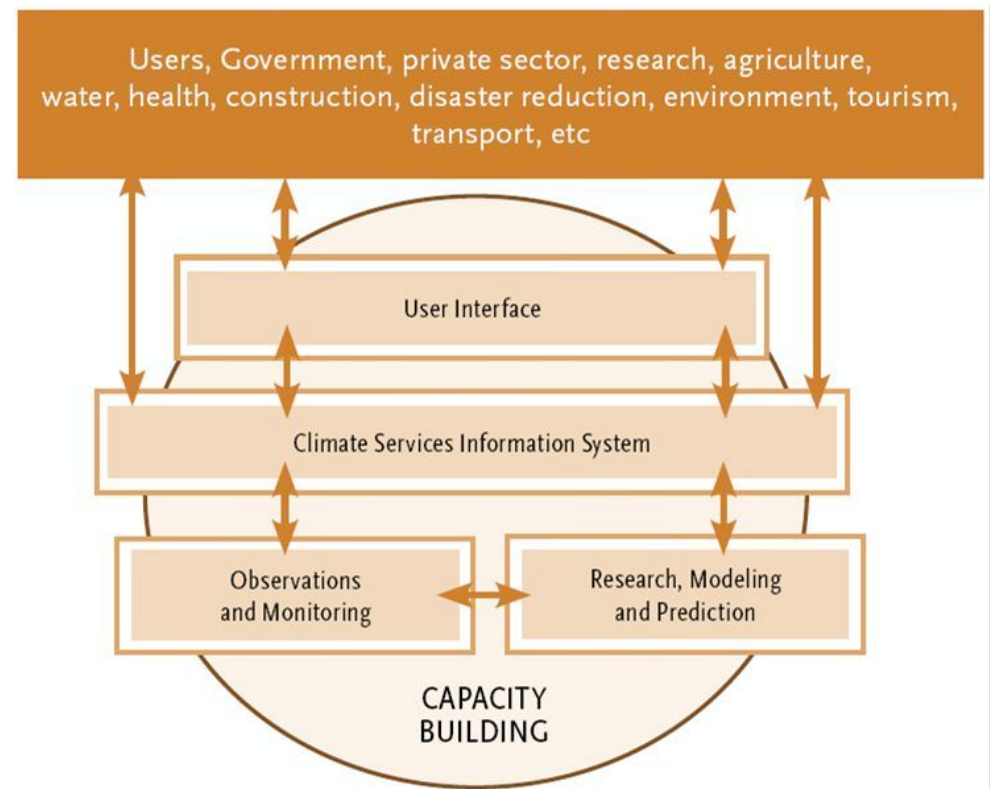 Users, Government, private sector, research, agriculture,
water, health, construction, disaster reduction, environment, tourism,
transport, etc
User Interface
Climate Services Information System
Observations
and Monitoring
Research, Modeling
and Prediction
CAPACITY
BUILDING